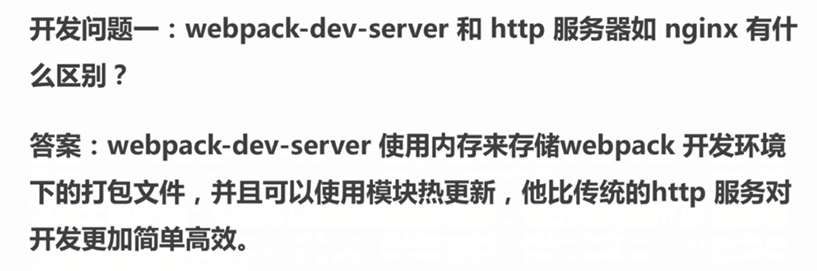 开发问题一：webpack-dev-server 和 http 服务器如 nginx 有什
么区别？
答案：webpack-dev-server 使用内存来存储webpack 开发环境
下的打包文件，并且可以使用模块热更新，他比传统的http 服务对
开发更加简单高效。